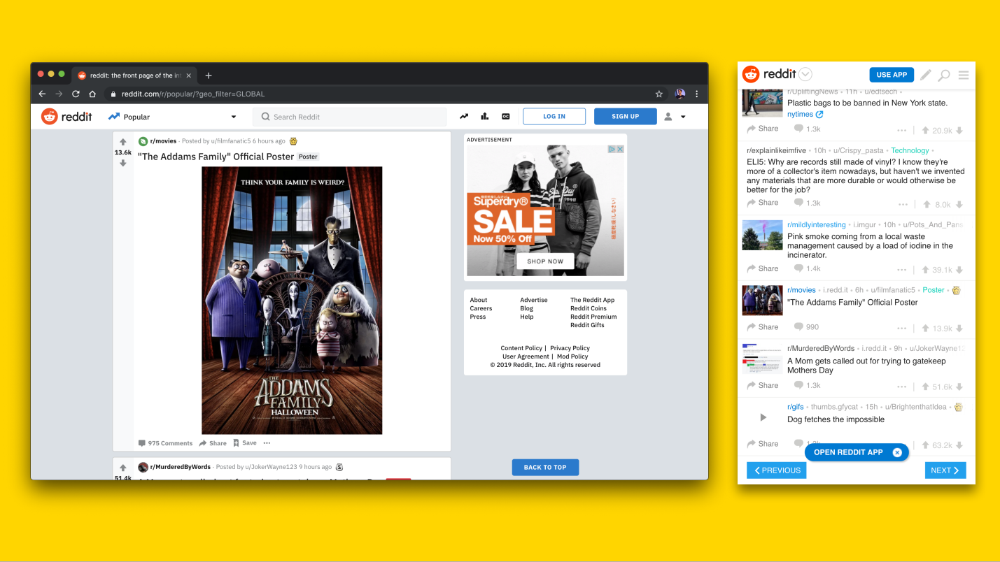 reddit: the front page of the int
reddit.com/r/popular/?geo_filter=GLOBAL
reddit
Popular
Search Reddit
OC
LOG IN
SIGN UP
13.6k
r/movies - Posted by u/filmfanatic5 6 hours ago
"The Addams Family" Official Poster Poster
THINK YOUR FAMILY IS WEIRD?
THE
ADDAMS
FAMILY
HALLOWEEN
975 Comments Share Save
51.4k
r/MurderedByWords - Posted by u/JokerWayne123 9 hours ago
ADVERTISEMENT
Superdry®
SALE
Now 50% Off
SHOP NOW
About Advertise The Reddit App
Careers Blog Reddit Coins
Press Help Reddit Premium
Reddit Gifts
Content Policy | Privacy Policy
User Agreement | Mod Policy
© 2019 Reddit, Inc. All rights reserved
BACK TO TOP
reddit
USE APP
r/UpliftingNews • 11h • u/edtsech •
Plastic bags to be banned in New York state.
nytimes
Share 1.3k 20.9k
r/explainlikeimfive • 10h • u/Crispy_pasta • Technology •
ELI5: Why are records still made of vinyl? I know they're
more of a collector's item nowadays, but haven't we invented
any materials that are more durable or would otherwise be
better for the job?
Share 1.3k 8.0k
r/mildlyinteresting • i.imgur • 10h • u/Pots_And_Pans
Pink smoke coming from a local waste
management caused by a load of iodine in the
incinerator.
Share 1.4k 39.1k
r/movies • i.redd.it • 6h • u/filmfanatic5 • Poster •
"The Addams Family" Official Poster
Share 990 13.9k
r/MurderedByWords • i.redd.it • 9h • u/JokerWayne12
A Mom gets called out for trying to gatekeep
Mothers Day
Share 1.3k 51.6k
r/gifs • thumbs.gfycat • 15h • u/BrightenthatIdea •
Dog fetches the impossible
Share 63.2k
OPEN REDDIT APP
PREVIOUS
NEXT